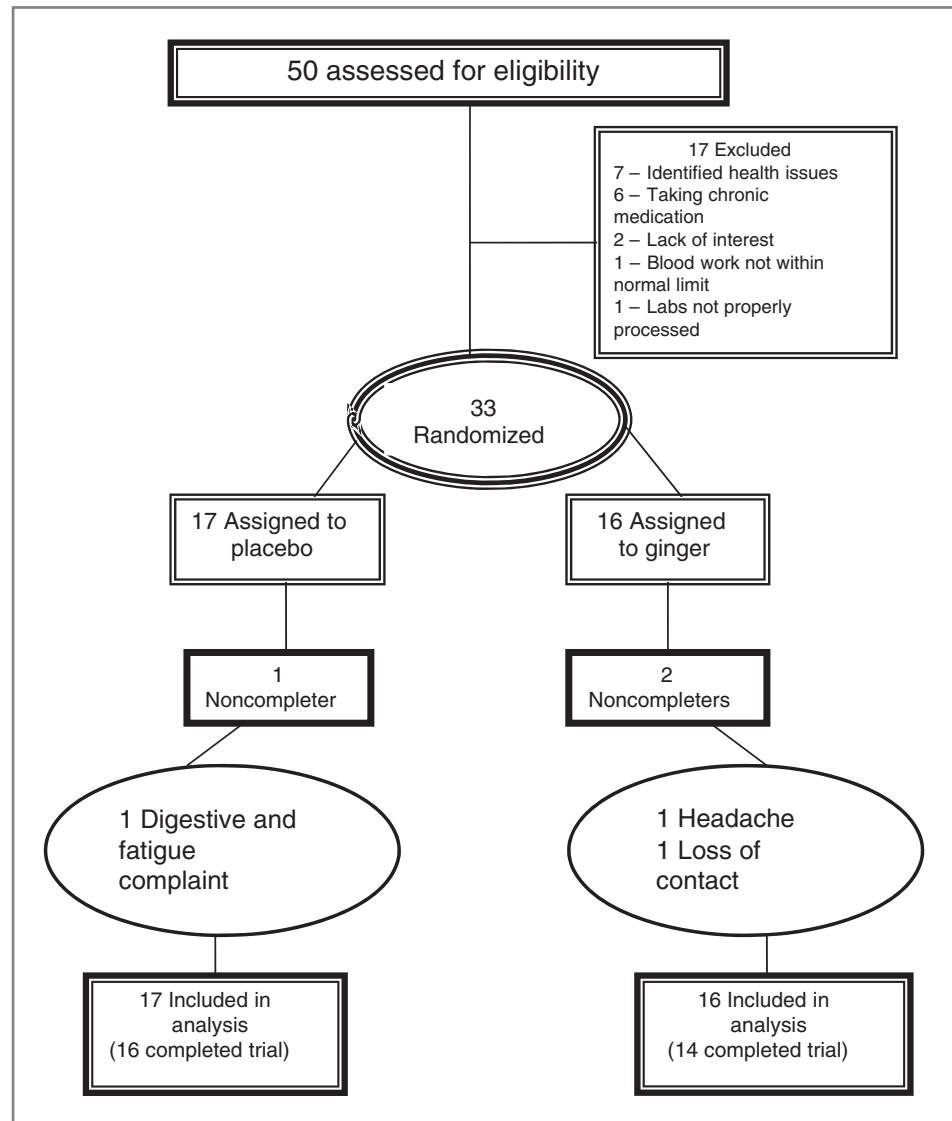 50 assessed for eligibility
17 Excluded
7 – Identified health issues
6 – Taking chronic
medication
2 – Lack of interest
1 – Blood work not within
normal limit
1 – Labs not properly
processed
33
Randomized
17 Assigned to
placebo
16 Assigned
to ginger
1
Noncompleter
2
Noncompleters
1 Digestive and
fatigue
complaint
1 Headache
1 Loss of
contact
17 Included in
analysis
(16 completed trial)
16 Included in
analysis
(14 completed trial)